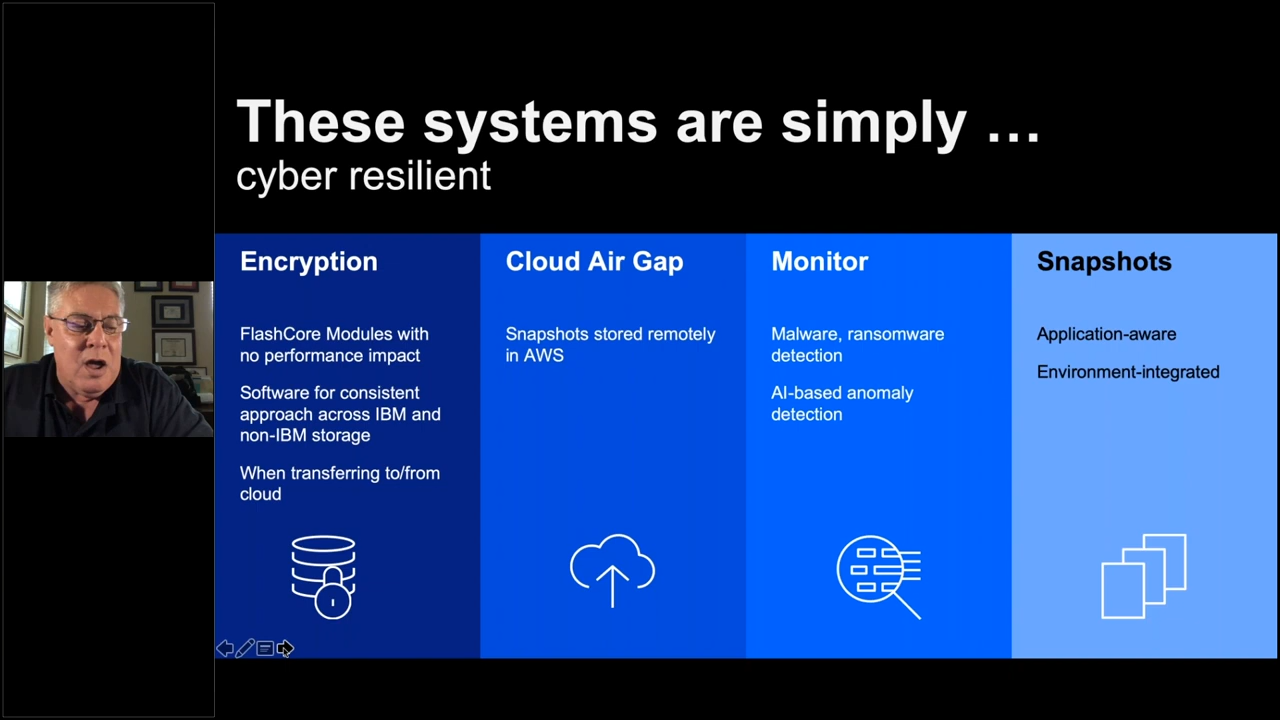 These systems are simply …
cyber resilient
Encryption
FlashCore Modules with
no performance impact
Software for consistent
approach across IBM and
non-IBM storage
When transferring to/from
cloud
Cloud Air Gap
Snapshots stored remotely
in AWS
Monitor
Malware, ransomware
detection
AI-based anomaly
detection
Snapshots
Application-aware
Environment-integrated